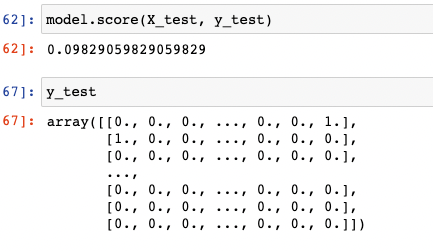 62]: model.score(X_test, y_test)
62]: 0.09829059829059829
67]: y_test
67]: array([[0., 0., 0., ..., 0., 0., 1.],
[1., 0., 0., ..., 0., 0., 0.],
[0., 0., 0., ..., 0., 0., 0.],
...,
[0., 0., 0., ..., 0., 0., 0.],
[0., 0., 0., ..., 0., 0., 0.],
[0., 0., 0., ..., 0., 0., 0.]])